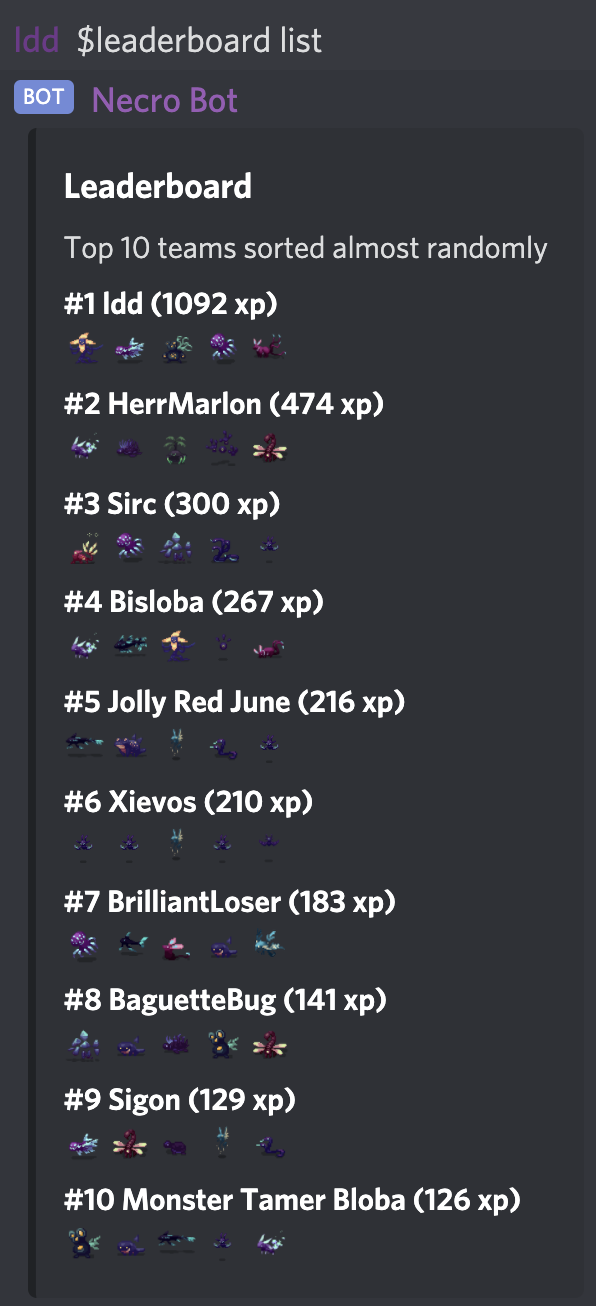 ldd $leaderboard list
BOT Necro Bot
Leaderboard
Top 10 teams sorted almost randomly
#1 ldd (1092 xp)
#2 HerrMarlon (474 xp)
#3 Sirc (300 xp)
#4 Bisloba (267 xp)
#5 Jolly Red June (216 xp)
#6 Xievos (210 xp)
#7 BrilliantLoser (183 xp)
#8 BaguetteBug (141 xp)
#9 Sigon (129 xp)
#10 Monster Tamer Bloba (126 xp)